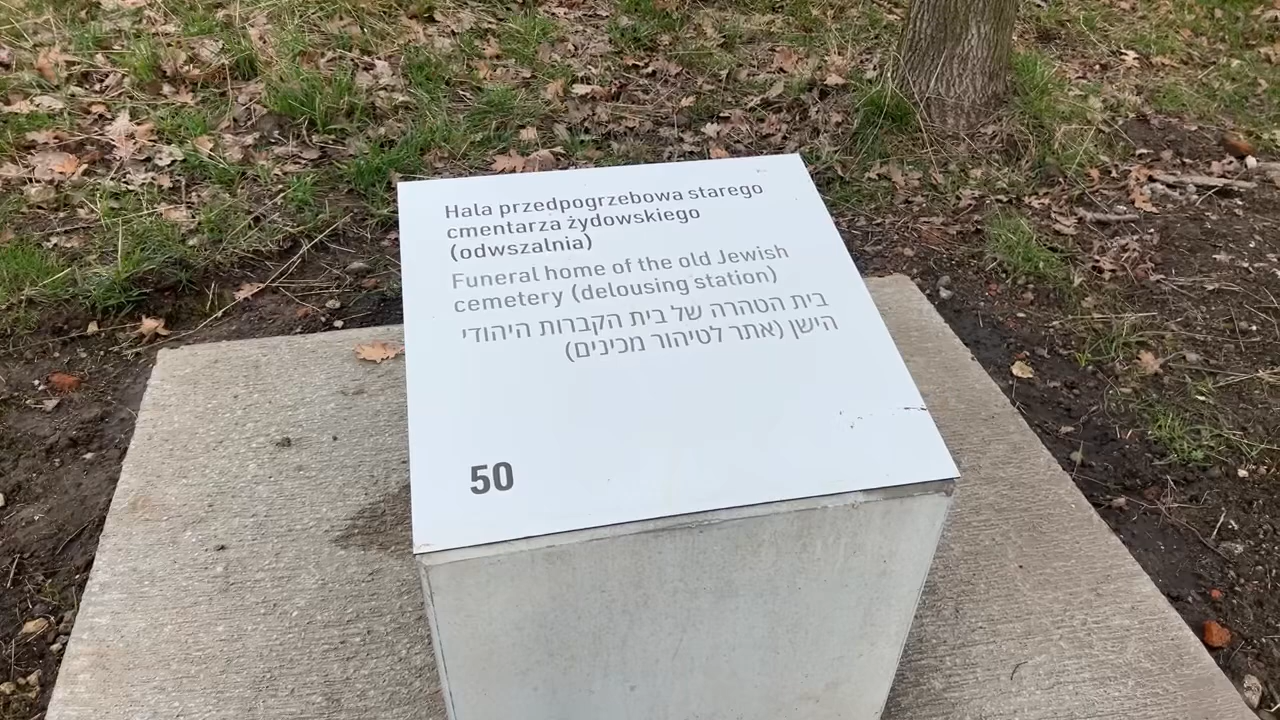 Hala przedpogrzebowa starego
cmentarza żydowskiego
(odwszalnia)
Funeral home of the old Jewish
cemetery (delousing station)
בית הטהרה של בית הקברות היהודי
הישן (אתר לטיהור מכינים)
50